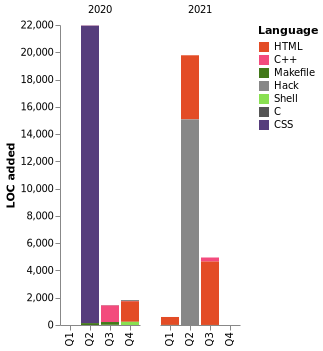 2020 2021
Language
HTML
C++
Makefile
Hack
Shell
C
CSS
LOC added
22,000
20,000
18,000
16,000
14,000
12,000
10,000
8,000
6,000
4,000
2,000
0
Q1 Q2 Q3 Q4 Q1 Q2 Q3 Q4